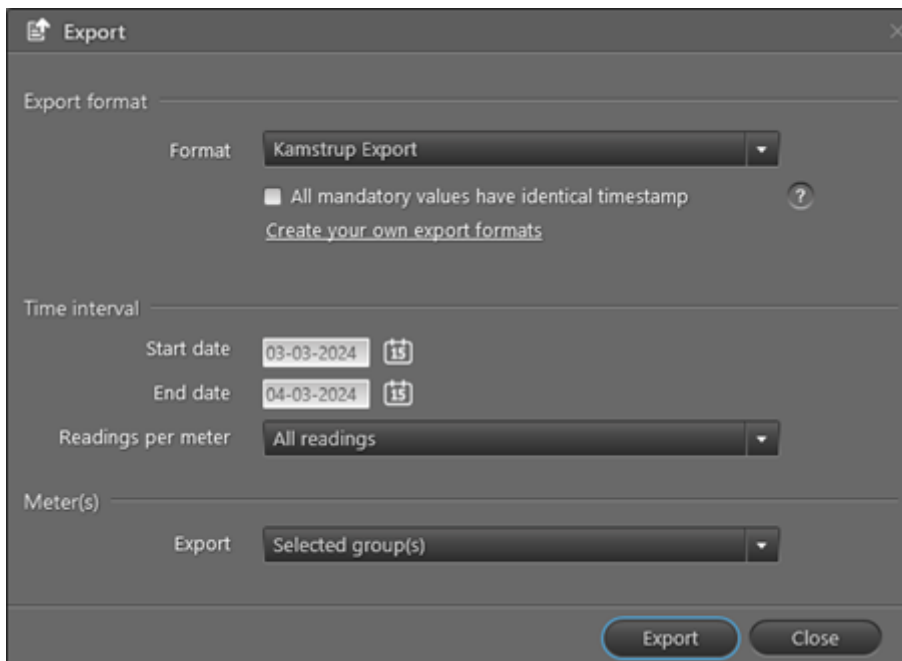 Export
Export format
Format Kamstrup Export
All mandatory values have identical timestamp ?
Create your own export formats
Time interval
Start date 03-03-2024 15
End date 04-03-2024 15
Readings per meter All readings
Meter(s)
Export Selected group(s)
Export Close